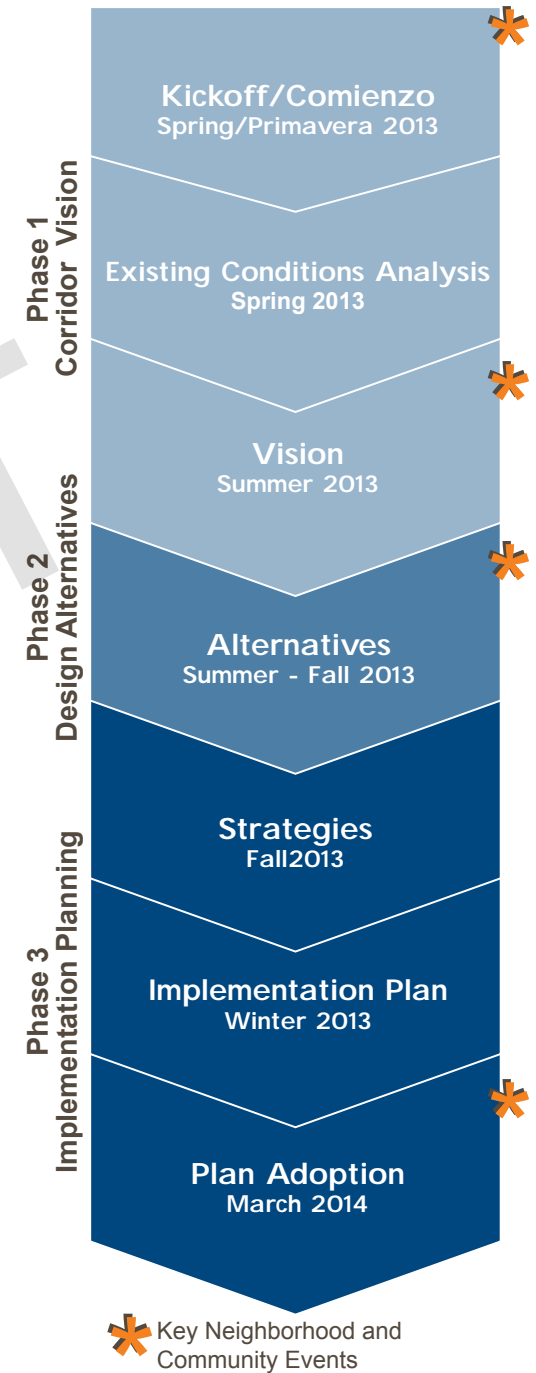 Phase 1
Corridor Vision
Kickoff/Comienzo
Spring/Primavera 2013
Existing Conditions Analysis
Spring 2013
Vision
Summer 2013
Phase 2
Design Alternatives
Alternatives
Summer - Fall 2013
Phase 3
Implementation Planning
Strategies
Fall2013
Implementation Plan
Winter 2013
Plan Adoption
March 2014
Key Neighborhood and
Community Events